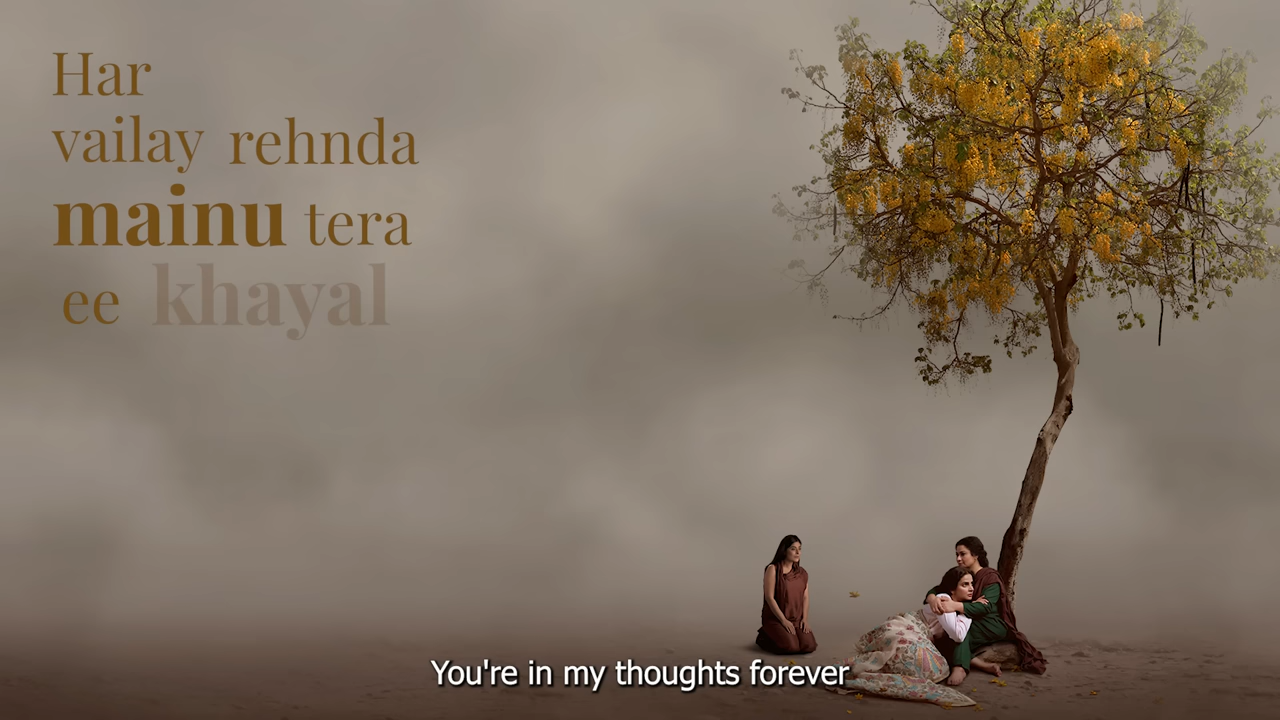 Har
vailay rehnda
mainu tera
ee khayal
You're in my thoughts forever